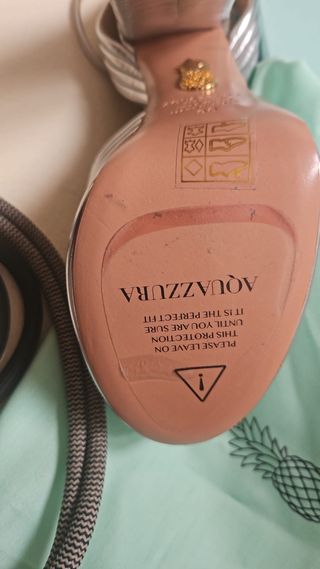 !
PLEASE LEAVE ON
THIS PROTECTION
UNTIL YOU ARE SURE
IT IS THE PERFECT FIT
AQUAZZURA